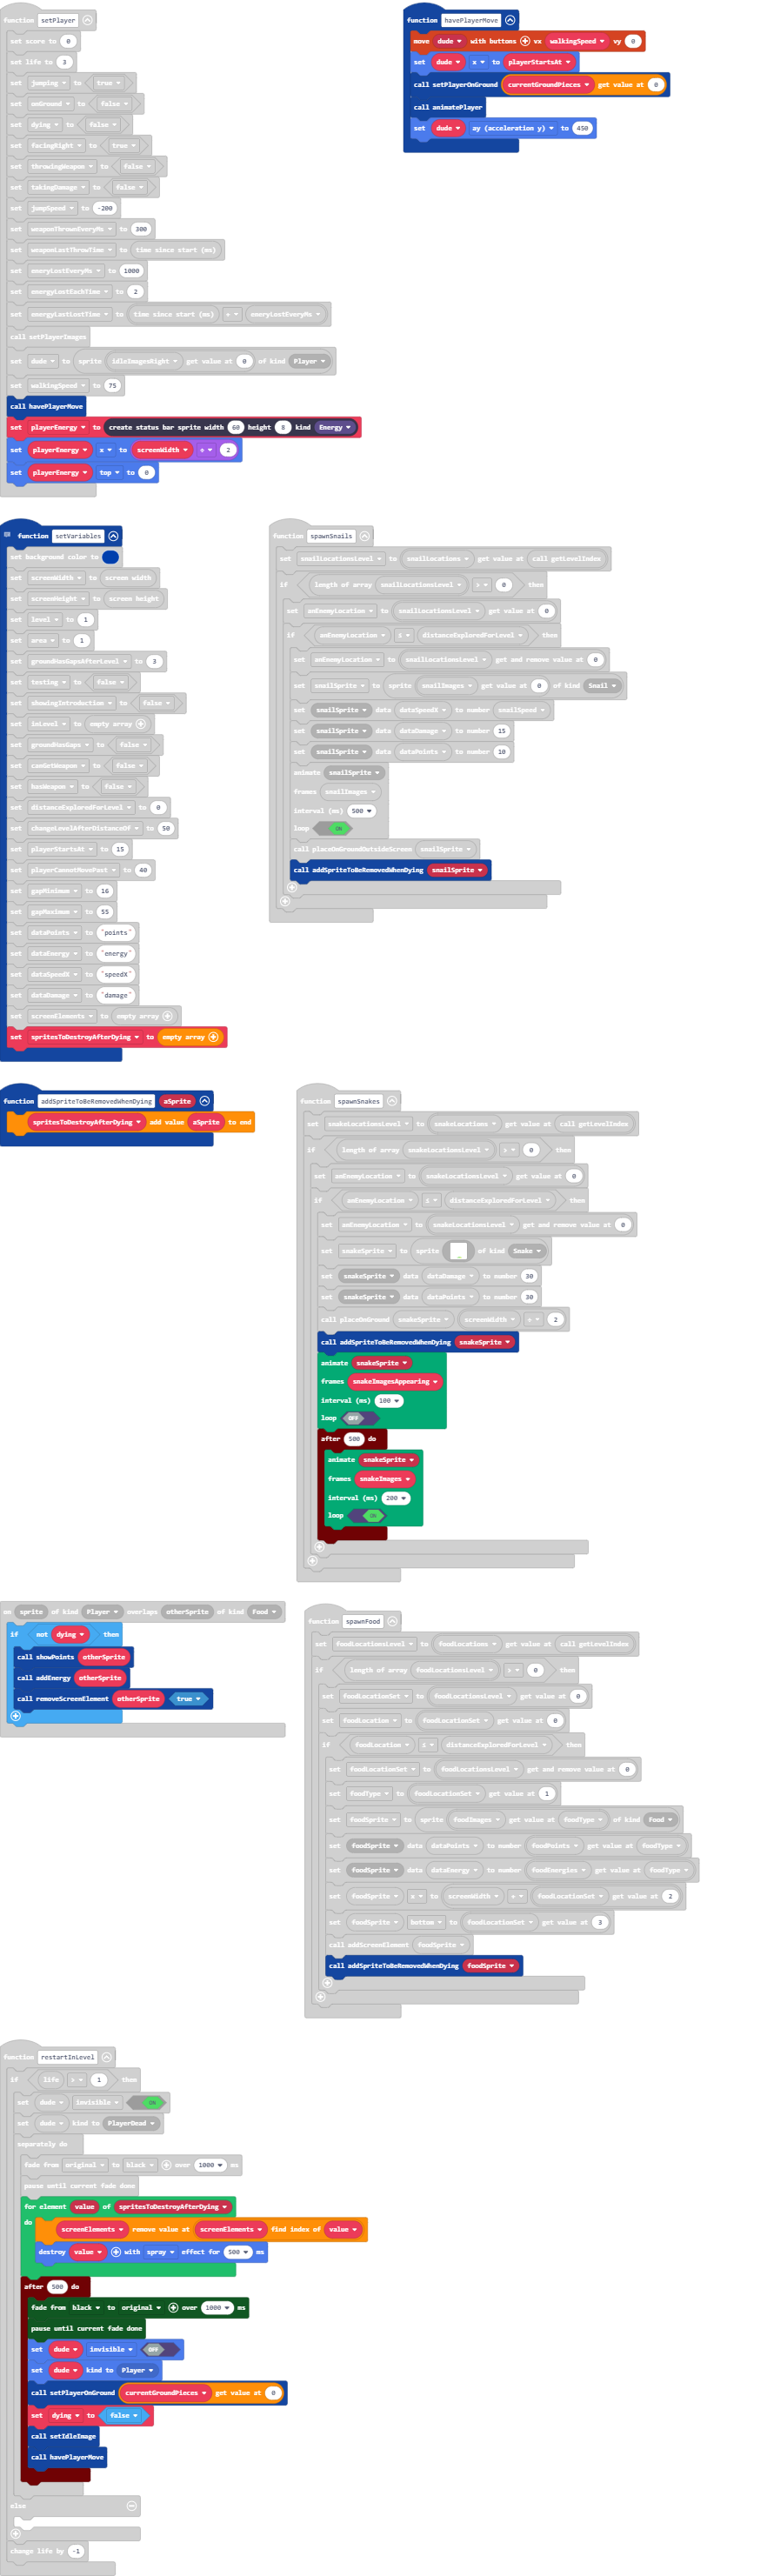 function setPlayer
set score to 0
set life to 3
set jumping to true
set onGround to false
set dying to false
set facingRight to true
set throwingWeapon to false
set takingDamage to false
set jumpSpeed to -200
set weaponThrowEveryMs to 300
set weaponLastThrowTime to time since start (ms)
set eneryLostEveryMs to 1000
set energyLostEachTime to 2
set energyLostLastTime to time since start (ms) + eneryLostEveryMs
call setPlayerImages
set dude to sprite idleImagesRight get value at 0 of kind Player
set walkingSpeed to 75
call havePlayerMove
set playerEnergy to create status bar sprite width 60 height 8 kind Energy
set playerEnergy x to screenWidth ÷ 2
set playerEnergy top to 0
function havePlayerMove
move dude with buttons vx walkingSpeed vy 0
set dude x to playerStartsAt
call setPlayerOnGround currentGroundPieces get value at 0
call animatePlayer
set dude ay (acceleration y) to 450
function setVariables
set background color to
set screenWidth to screen width
set screenHeight to screen height
set level to 1
set area to 1
set groundHasGapsAfterLevel to 3
set testing to false
set showingIntroduction to false
set isLevel to empty array
set groundHasGaps to false
set canGetWeapon to false
set hasWeapon to false
set distanceExploredForLevel to 0
set changeLevelAfterDistanceOf to 50
set playerStartsAt to 15
set playerCannotMovePast to 40
set gapMinimum to 16
set gapMaximum to 55
set dataPoints to "points"
set dataEnergy to "energy"
set dataSpeedX to "speedX"
set dataDamage to "damage"
set screenElements to empty array
set spritesToDestroyAfterDying to empty array
function spawnSnails
set snailLocationsLevel to snailLocations get value at call getLevelIndex
if length of array snailLocationsLevel > 0 then
set anEnemyLocation to snailLocationsLevel get value at 0
if anEnemyLocation ≤ distanceExploredForLevel then
set anEnemyLocation to snailLocationsLevel get and remove value at 0
set snailSprite to sprite snailImages get value at 0 of kind Snail
set snailSprite data dataSpeedX to number snailSpeed
set snailSprite data dataDamage to number 15
set snailSprite data dataPoints to number 10
animate snailSprite
frames snailImages
interval (ms) 500
loop ON
call placeOnGroundOutsideScreen snailSprite
call addSpriteToBeRemovedWhenDying snailSprite
function addSpriteToBeRemovedWhenDying aSprite
spritesToDestroyAfterDying add value aSprite to end
function spawnSnakes
set snakeLocationsLevel to snakeLocations get value at call getLevelIndex
if length of array snakeLocationsLevel > 0 then
set anEnemyLocation to snakeLocationsLevel get value at 0
if anEnemyLocation ≤ distanceExploredForLevel then
set anEnemyLocation to snakeLocationsLevel get and remove value at 0
set snakeSprite to sprite of kind Snake
set snakeSprite data dataDamage to number 30
set snakeSprite data dataPoints to number 30
call placeOnGround snakeSprite screenWidth ÷ 2
call addSpriteToBeRemovedWhenDying snakeSprite
animate snakeSprite
frames snakeImagesAppearing
interval (ms) 100
loop OFF
after 500 do
animate snakeSprite
frames snakeImages
interval (ms) 200
loop ON
on sprite of kind Player overlaps otherSprite of kind Food
if not dying then
call showPoints otherSprite
call addEnergy otherSprite
call removeScreenElement otherSprite true
function spawnFood
set foodLocationsLevel to foodLocations get value at call getLevelIndex
if length of array foodLocationsLevel > 0 then
set foodLocationSet to foodLocationsLevel get value at 0
set foodLocation to foodLocationSet get value at 0
if foodLocation ≤ distanceExploredForLevel then
set foodLocationSet to foodLocationsLevel get and remove value at 0
set foodType to foodLocationSet get value at 1
set foodSprite to sprite foodImages get value at foodType of kind Food
set foodSprite data dataPoints to number foodPoints get value at foodType
set foodSprite data dataEnergy to number foodEnergies get value at foodType
set foodSprite x to screenWidth + foodLocationSet get value at 2
set foodSprite bottom to foodLocationSet get value at 3
call addScreenElement foodSprite
call addSpriteToBeRemovedWhenDying foodSprite
function restartInLevel
if life > 1 then
set dude invisible ON
set dude kind to PlayerDead
separately do
fade from original to black over 1000 ms
pause until current fade done
for element value of spritesToDestroyAfterDying
do screenElements remove value at screenElements find index of value
destroy value with spray effect for 500 ms
after 500 do
fade from black to original over 1000 ms
pause until current fade done
set dude invisible OFF
set dude kind to Player
call setPlayerOnGround currentGroundPieces get value at 0
set dying to false
call setIdleImage
call havePlayerMove
else
change life by -1